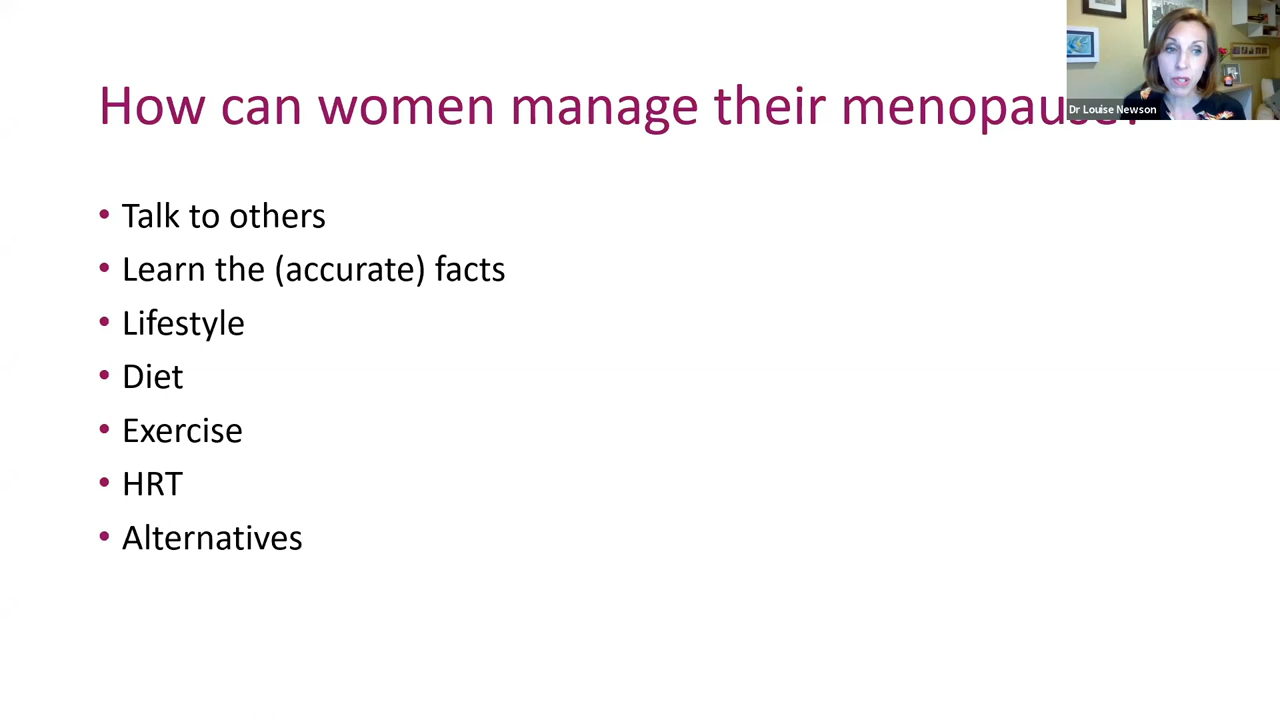 How can women manage their menopause?
Dr Louise Newson
• Talk to others
• Learn the (accurate) facts
• Lifestyle
• Diet
• Exercise
• HRT
• Alternatives